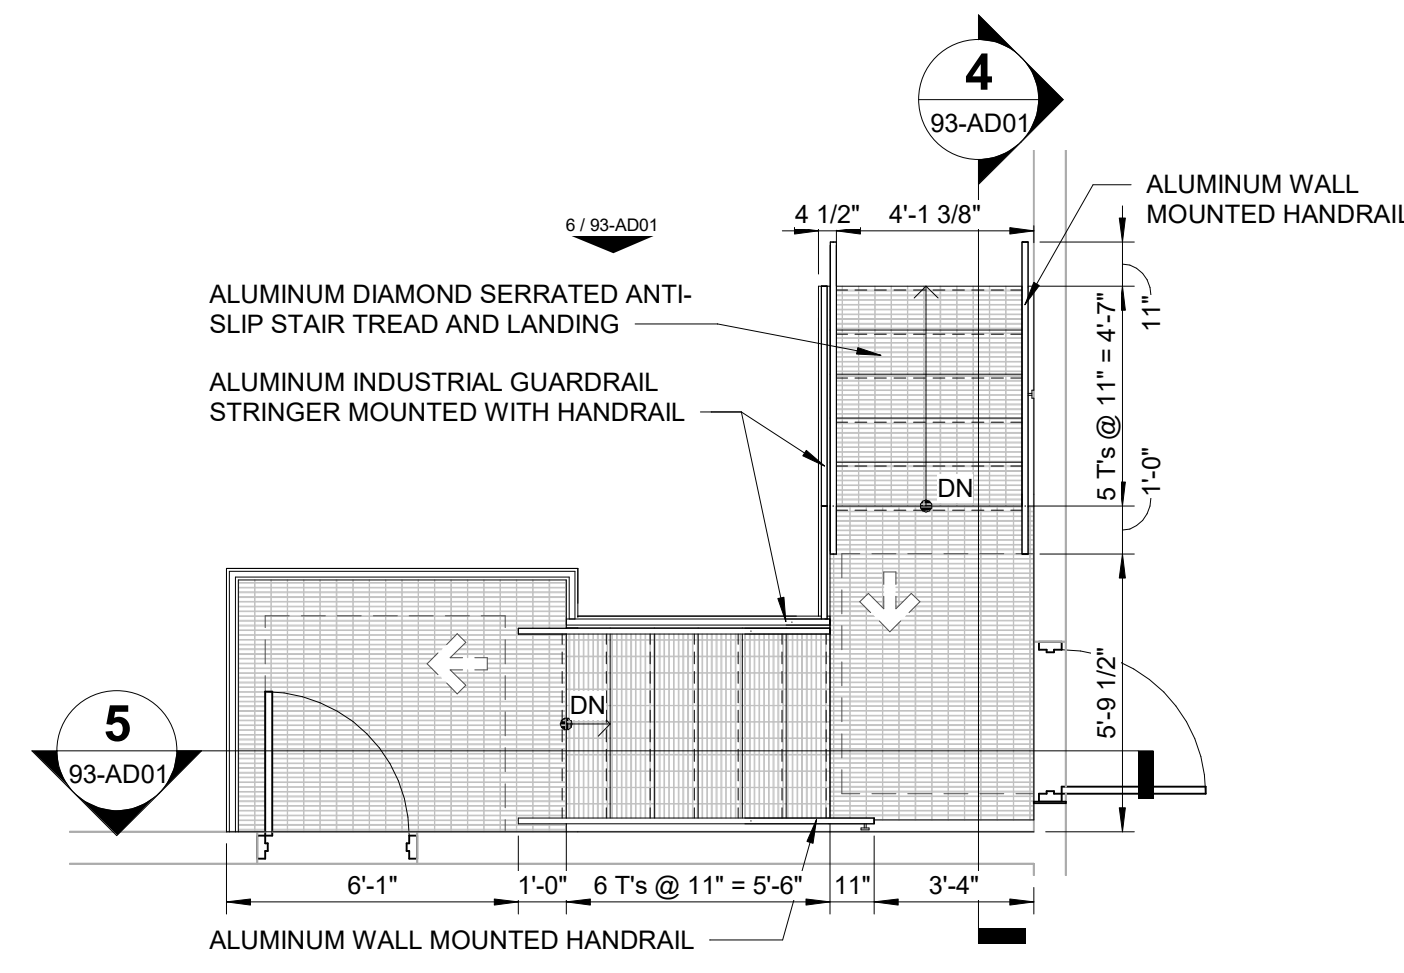 4
93-AD01
ALUMINUM WALL
MOUNTED HANDRAIL
4 1/2"
4'-1 3/8"
6 / 93-AD01
ALUMINUM DIAMOND SERRATED ANTI-
SLIP STAIR TREAD AND LANDING
ALUMINUM INDUSTRIAL GUARDRAIL
STRINGER MOUNTED WITH HANDRAIL
11"
5 T's @ 11" = 4'-7"
1'-0"
DN
5'-9 1/2"
DN
5
93-AD01
6'-1"
1'-0"
6 T's @ 11" = 5'-6"
11"
3'-4"
ALUMINUM WALL MOUNTED HANDRAIL